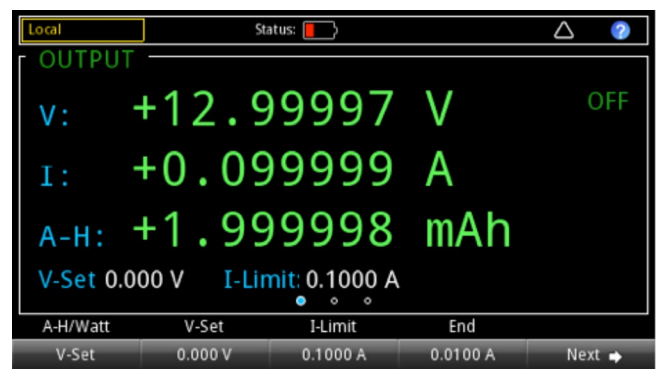 Local Status: ?
OUTPUT
V: +12.99997 V OFF
I: +0.099999 A
A-H: +1.999998 mAh
V-Set 0.000 V I-Limit: 0.1000 A
A-H/Watt V-Set I-Limit End
V-Set 0.000 V 0.1000 A 0.0100 A Next